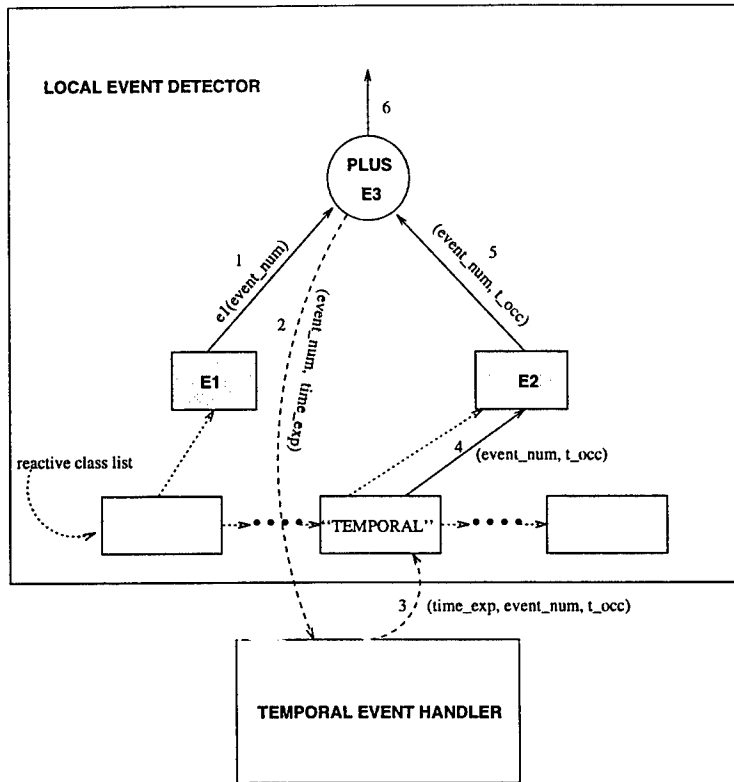 LOCAL EVENT DETECTOR
6
PLUS
E3
1
e1(event_num)
2
(event_num, time_exp)
5
(event_num, t_occ)
E1
E2
4
(event_num, t_occ)
reactive class list
"TEMPORAL"
3
(time_exp, event_num, t_occ)
TEMPORAL EVENT HANDLER